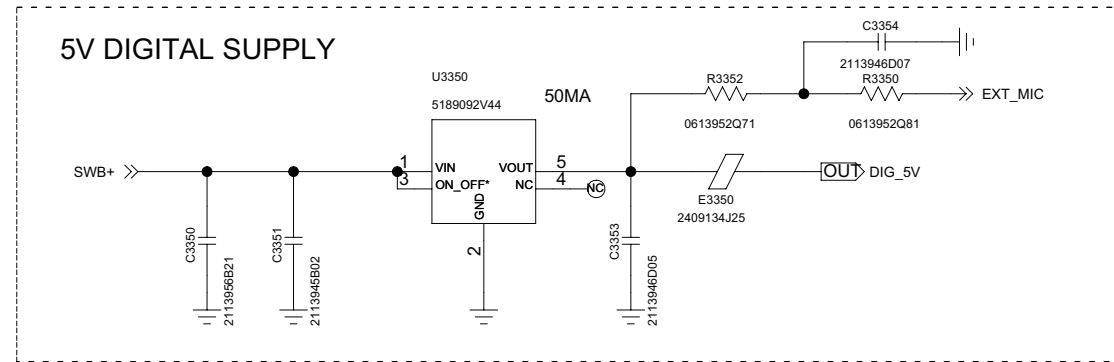 5V DIGITAL SUPPLY
C3354
2113946D07
U3350
5189092V44
50MA
R3352
R3350
EXT_MIC
0613952Q71
0613952Q81
SWB+
1
VIN
VOUT
5
3
ON_OFF*
NC
4
NC
GND
2
OUT
DIG_5V
E3350
2409134J25
C3350
2113956B21
C3351
2113945B02
C3353
2113946D05